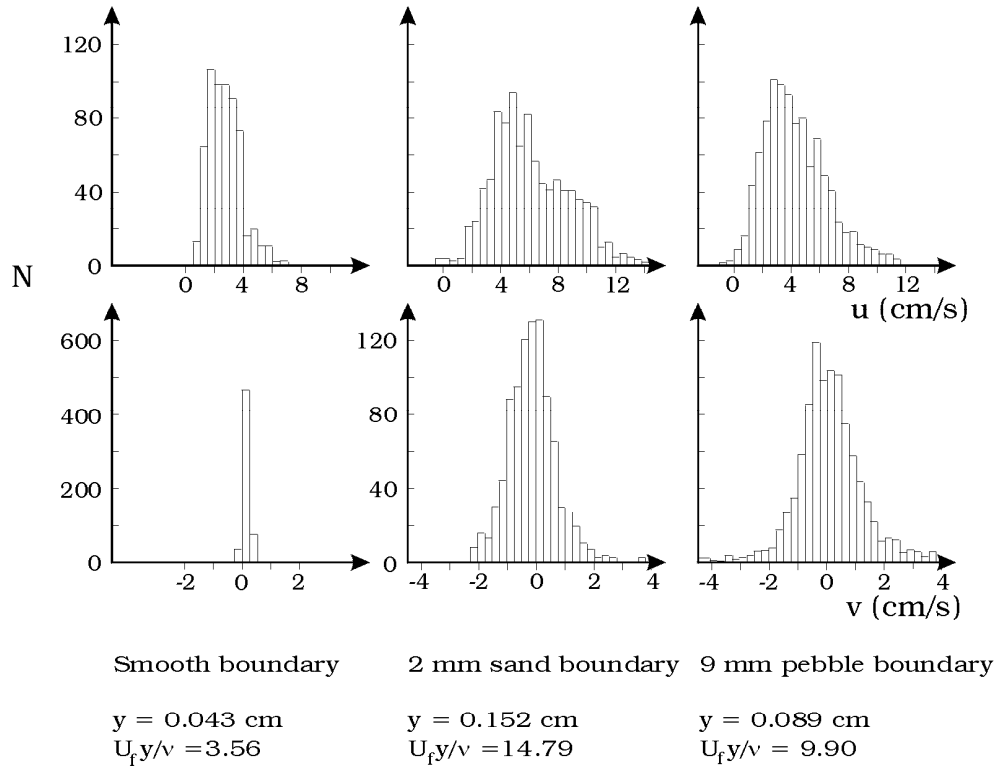 120
80
40
0
0 4 8
0 4 8 12
0 4 8 12
u (cm/s)
N
600
400
200
0
-2 0 2
120
80
40
0
-4 -2 0 2 4
-4 -2 0 2 4
v (cm/s)
Smooth boundary
y = 0.043 cm
U_f y/ν =3.56
2 mm sand boundary
y = 0.152 cm
U_f y/ν =14.79
9 mm pebble boundary
y = 0.089 cm
U_f y/ν = 9.90